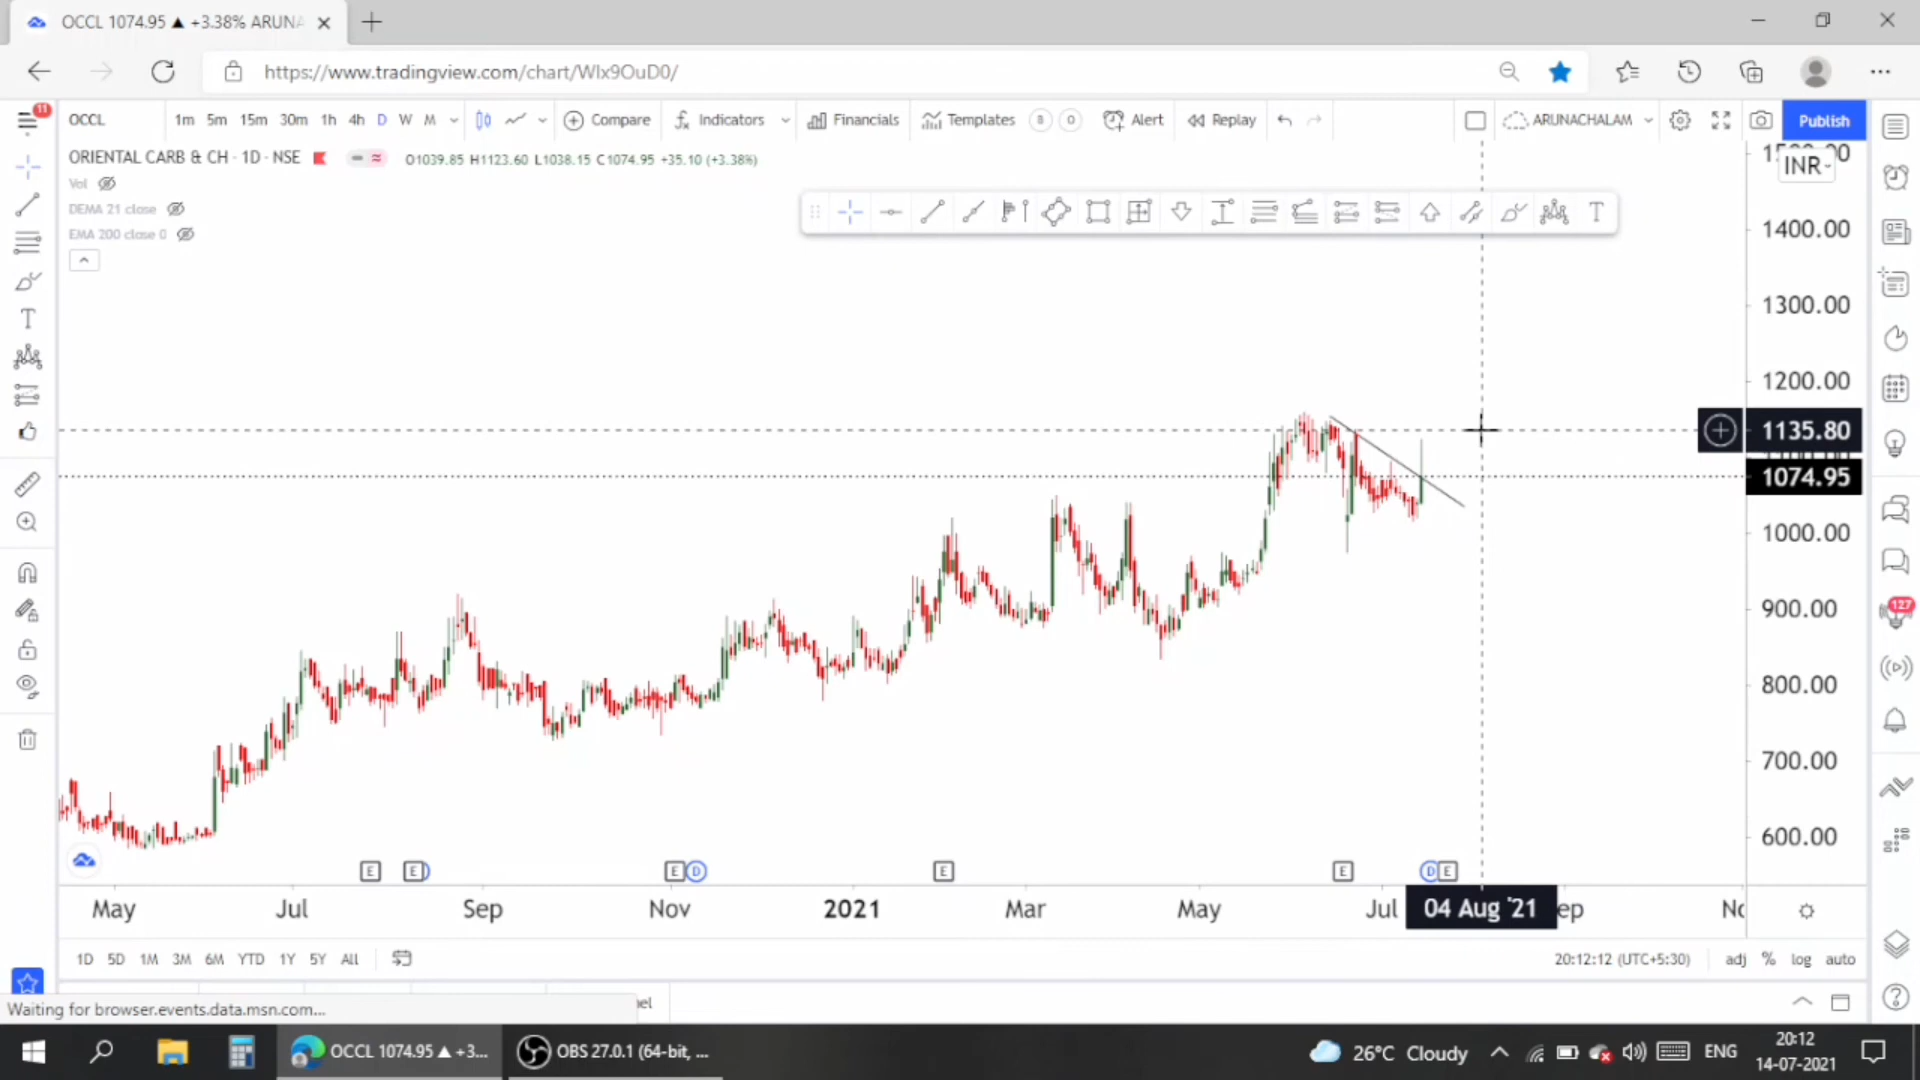 OCCL 1074.95 ▲ +3.38% ARUNA
https://www.tradingview.com/chart/WIx9OuD0/
11
OCCL 1m 5m 15m 30m 1h 4h D W M Compare Indicators Financials Templates 8 0 Alert Replay ARUNACHALAM Publish
ORIENTAL CARB & CH · 1D · NSE O1039.85 H1123.60 L1038.15 C1074.95 +35.10 (+3.38%)
INR
Vol
DEMA 21 close
EMA 200 close 0
T
T
1400.00
1300.00
1200.00
1135.80
1074.95
1000.00
900.00
800.00
700.00
600.00
127
E E D E D E E D E
May Jul Sep Nov 2021 Mar May Jul 04 Aug '21
1D 5D 1M 3M 6M YTD 1Y 5Y All 20:12:12 (UTC+5:30) adj % log auto
Waiting for browser.events.data.msn.com...
OCCL 1074.95 ▲ +3... OBS 27.0.1 (64-bit, ... 26°C Cloudy ENG 20:12
14-07-2021